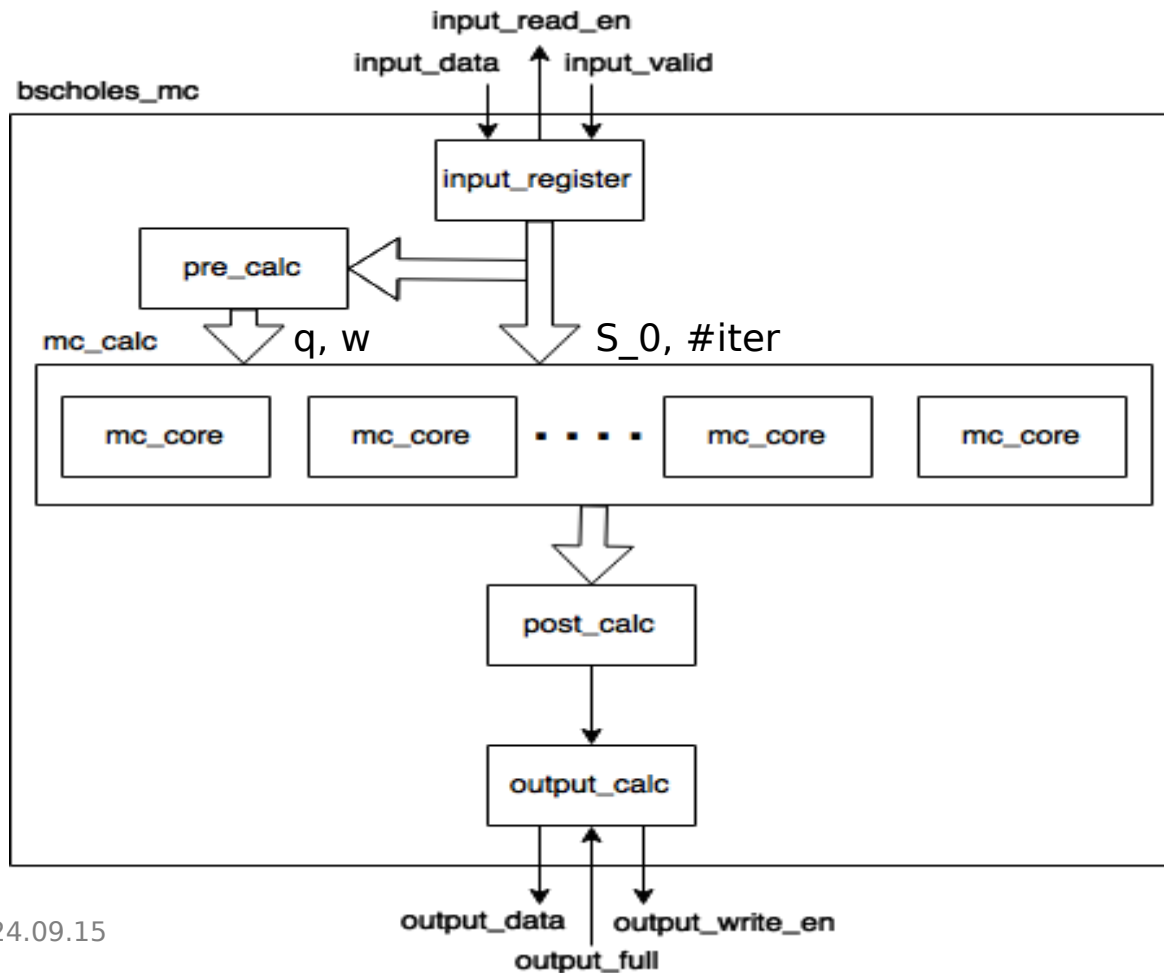 input_read_en
input_data
input_valid
bscholes_mc
input_register
pre_calc
q, w
S_0, #iter
mc_calc
mc_core
mc_core
mc_core
mc_core
post_calc
output_calc
output_data
output_write_en
24.09.15
output_full